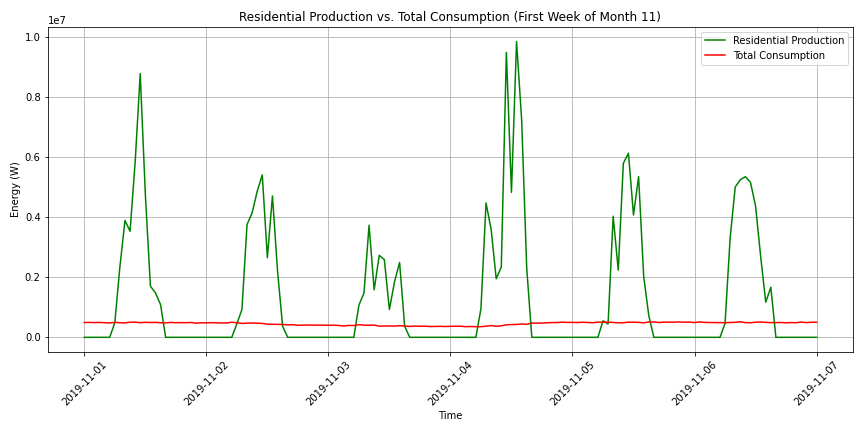 Residential Production vs. Total Consumption (First Week of Month 11)
1e7
Residential Production
Total Consumption
1.0
0.8
0.6
0.4
0.2
0.0
Energy (W)
2019-11-01
2019-11-02
2019-11-03
2019-11-04
2019-11-05
2019-11-06
2019-11-07
Time